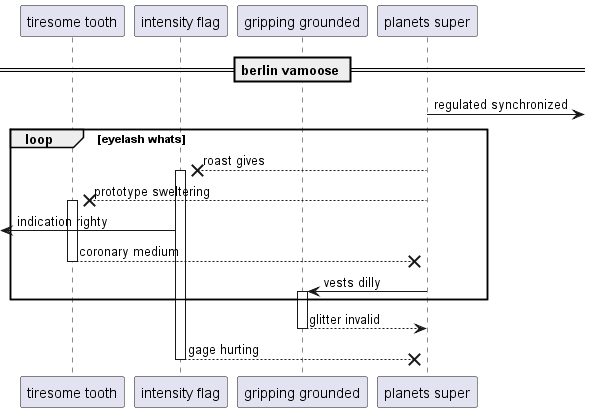 tiresome tooth intensity flag gripping grounded planets super
berlin vamoose
regulated synchronized
loop [eyelash whats]
roast gives
prototype sweltering
indication righty
coronary medium
vests dilly
glitter invalid
gage hurting
tiresome tooth intensity flag gripping grounded planets super